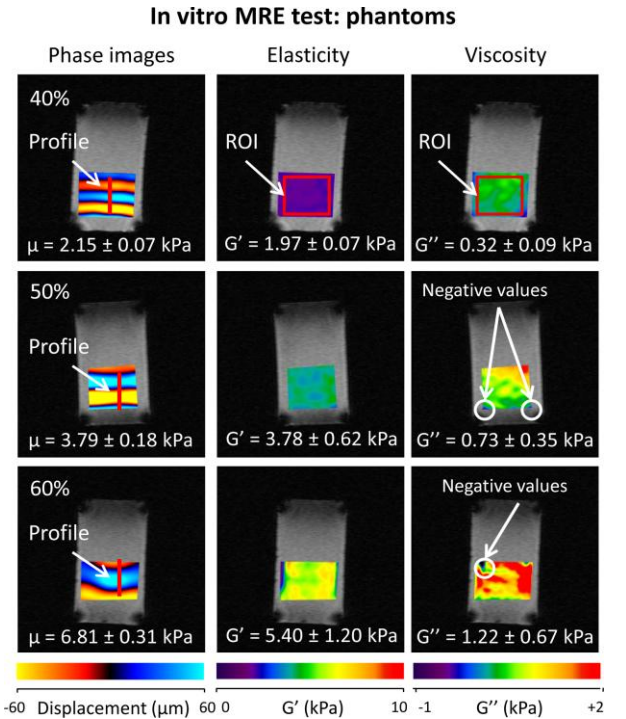 In vitro MRE test: phantoms
Phase images Elasticity Viscosity
40%
Profile ROI ROI
μ = 2.15 ± 0.07 kPa G' = 1.97 ± 0.07 kPa G'' = 0.32 ± 0.09 kPa
50%
Negative values
Profile
μ = 3.79 ± 0.18 kPa G' = 3.78 ± 0.62 kPa G'' = 0.73 ± 0.35 kPa
60%
Negative values
Profile
μ = 6.81 ± 0.31 kPa G' = 5.40 ± 1.20 kPa G'' = 1.22 ± 0.67 kPa
-60 Displacement (μm) 60 0 G' (kPa) 10 -1 G'' (kPa) +2